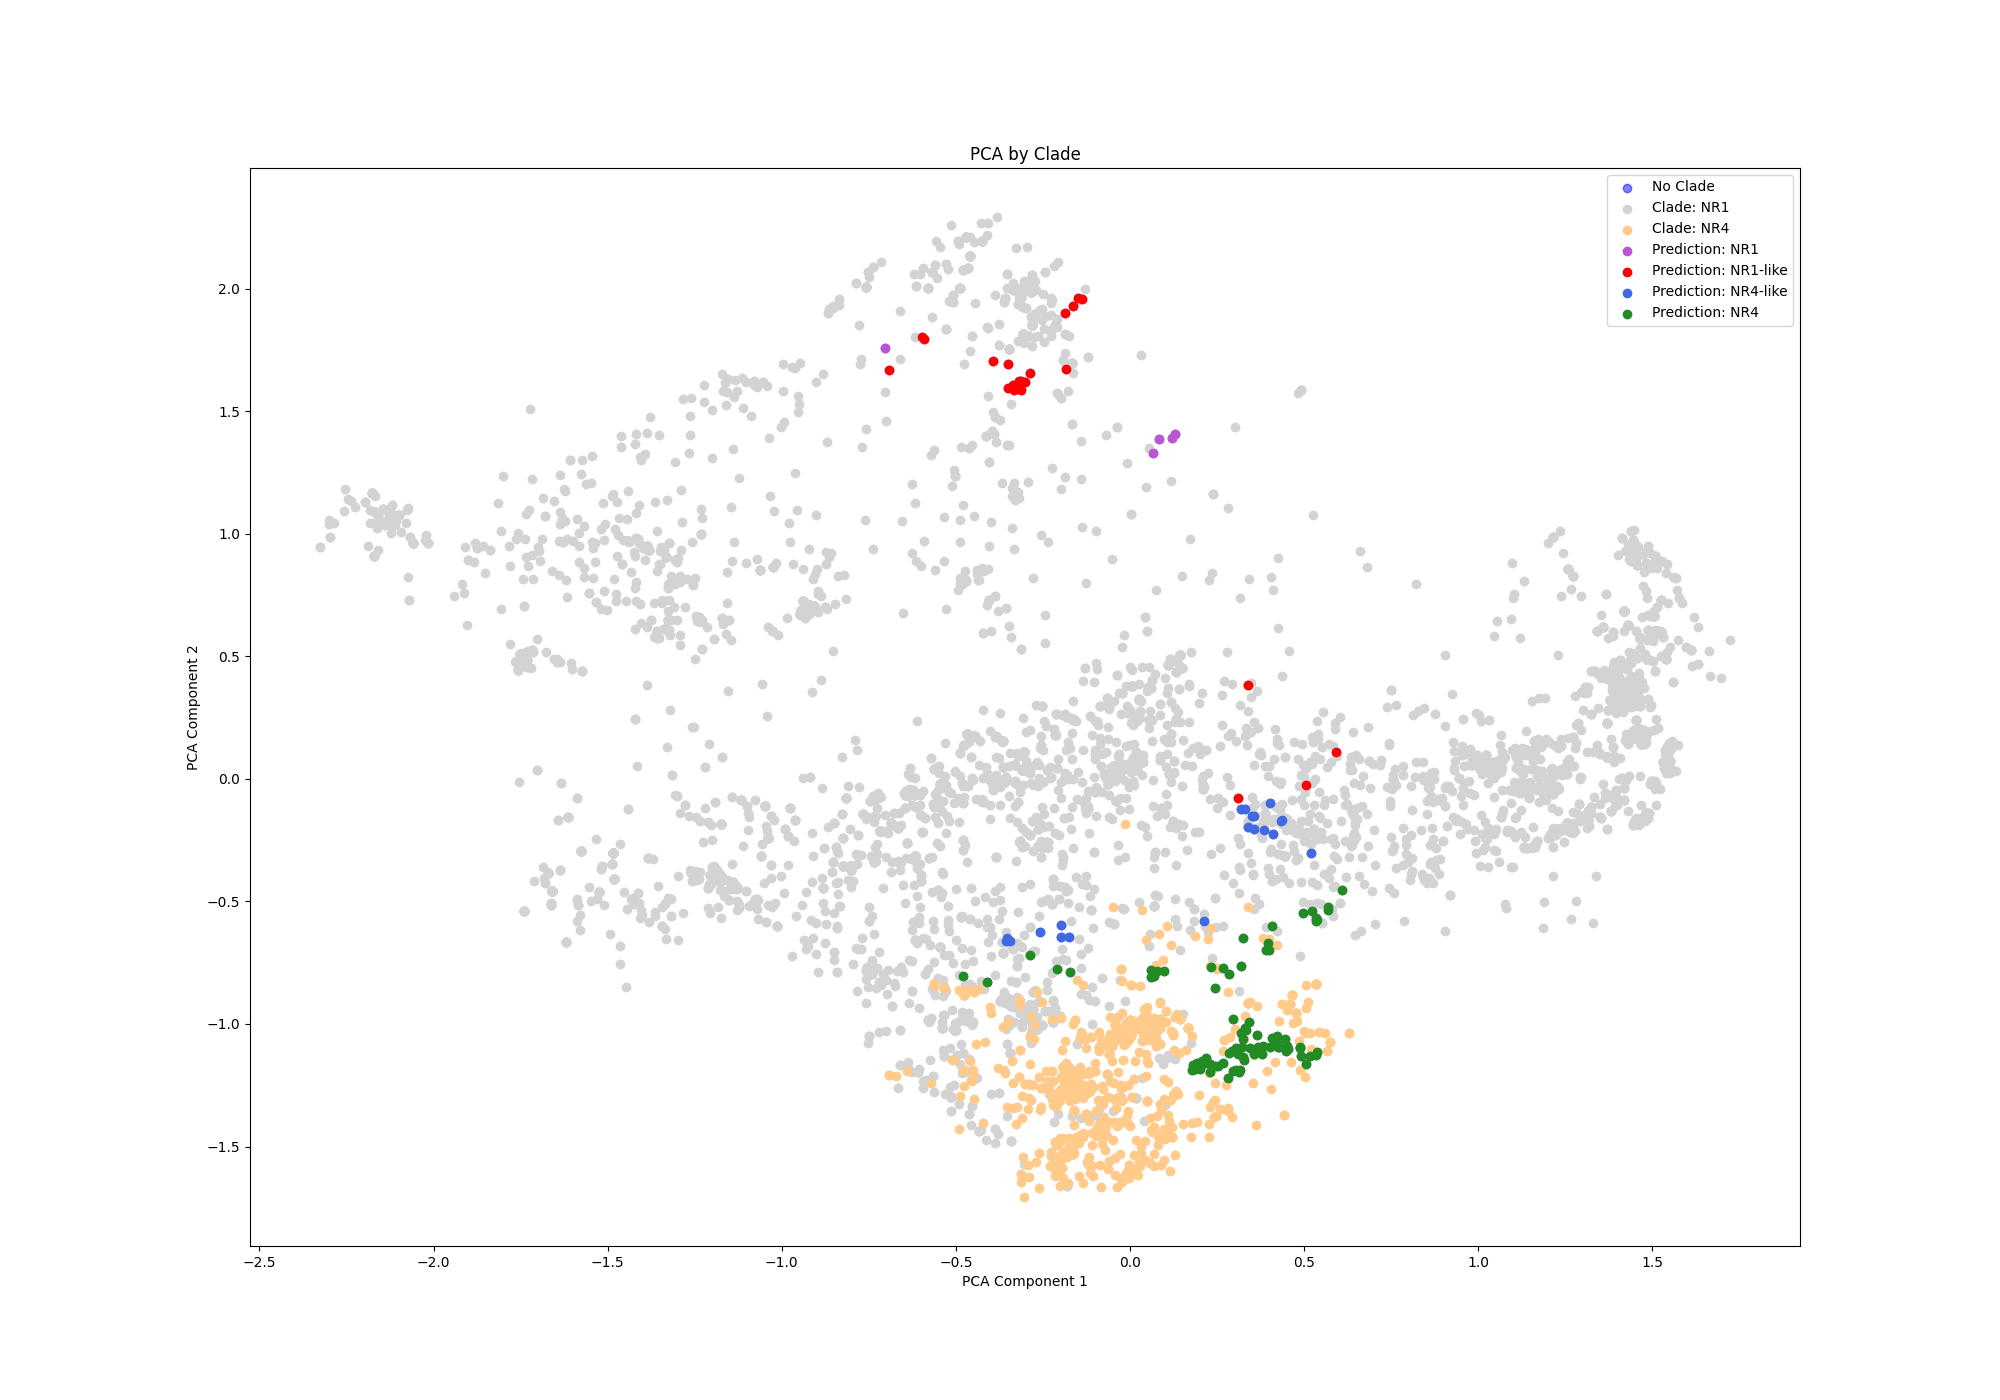 PCA by Clade
No Clade
Clade: NR1
Clade: NR4
Prediction: NR1
Prediction: NR1-like
Prediction: NR4-like
Prediction: NR4
PCA Component 2
2.0
1.5
1.0
0.5
0.0
−0.5
−1.0
−1.5
−2.5 −2.0 −1.5 −1.0 −0.5 0.0 0.5 1.0 1.5
PCA Component 1